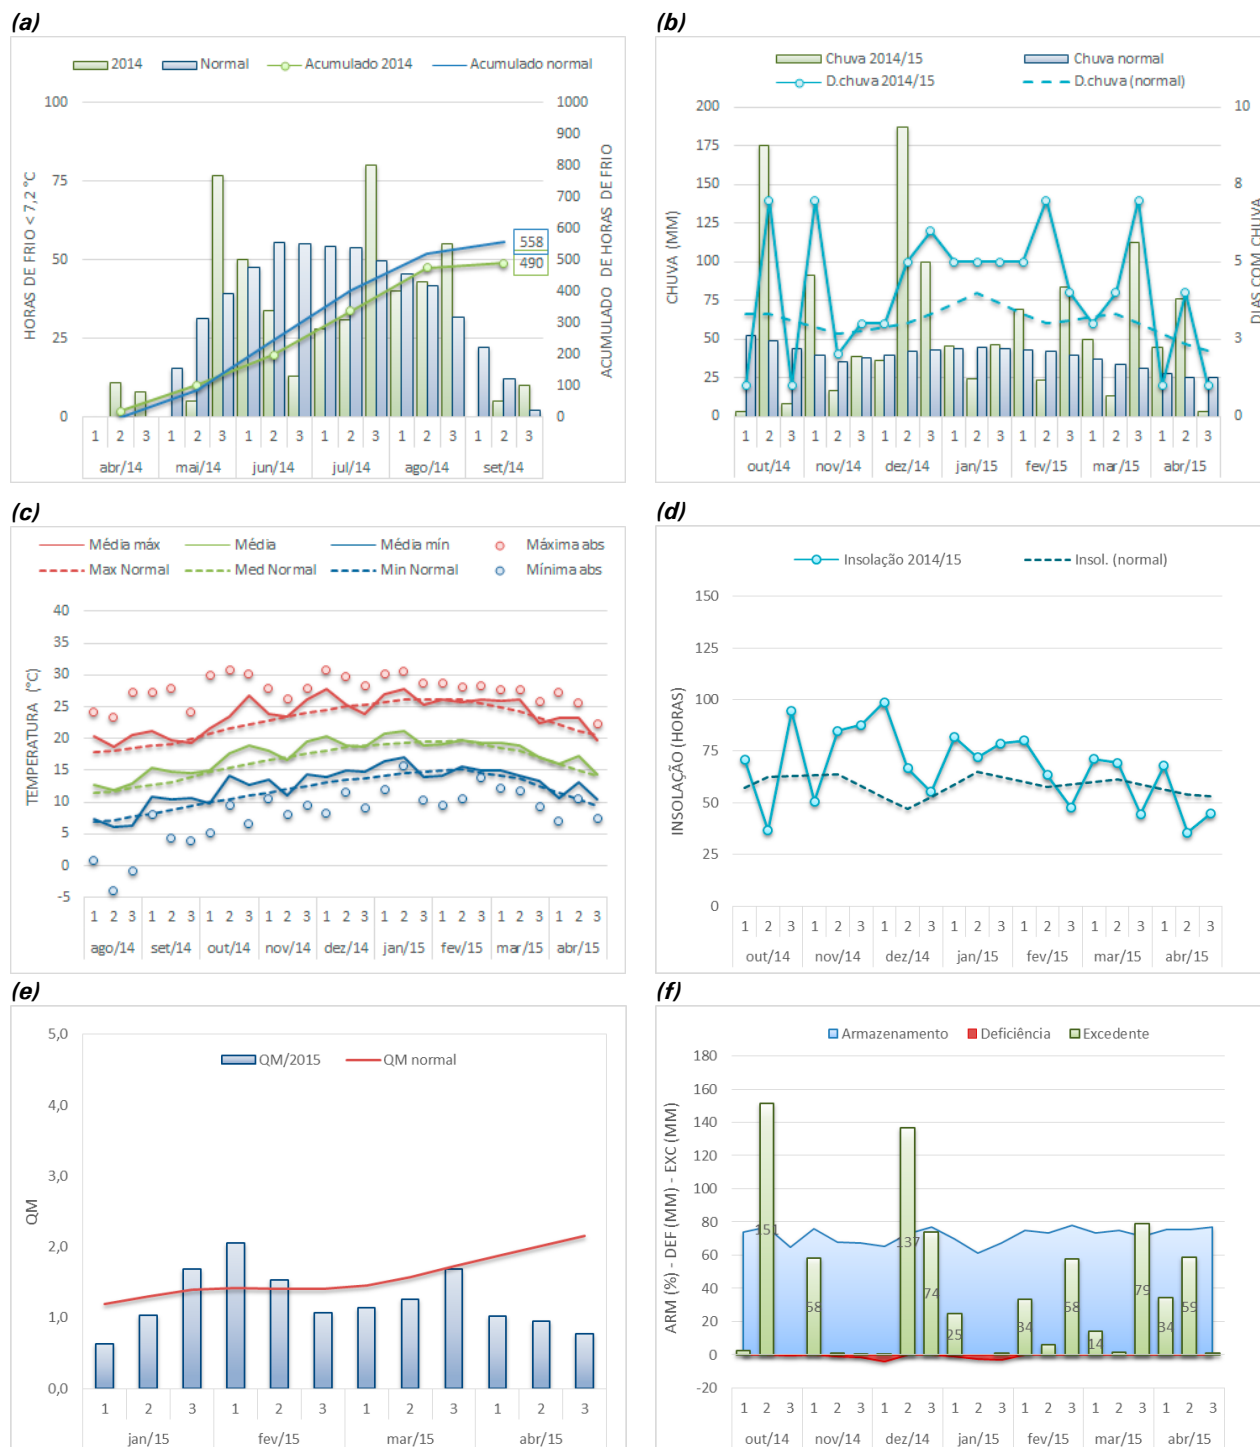 (a)
2014 Normal Acumulado 2014 Acumulado normal
HORAS DE FRIO < 7,2 °C
ACUMULADO DE HORAS DE FRIO
100
75
50
25
0
1000
900
800
700
600
500
400
300
200
100
0
558
490
1 2 3 1 2 3 1 2 3 1 2 3 1 2 3 1 2 3
abr/14 mai/14 jun/14 jul/14 ago/14 set/14
(b)
Chuva 2014/15 Chuva normal
D.chuva 2014/15 D.chuva (normal)
CHUVA (MM)
DIAS COM CHUVA
200
175
150
125
100
75
50
25
0
10
8
5
3
0
1 2 3 1 2 3 1 2 3 1 2 3 1 2 3 1 2 3 1 2 3
out/14 nov/14 dez/14 jan/15 fev/15 mar/15 abr/15
(c)
Média máx Média Média mín Máxima abs
Max Normal Med Normal Min Normal Mínima abs
TEMPERATURA (°C)
40
35
30
25
20
15
10
5
0
-5
1 2 3 1 2 3 1 2 3 1 2 3 1 2 3 1 2 3 1 2 3 1 2 3 1 2 3
ago/14 set/14 out/14 nov/14 dez/14 jan/15 fev/15 mar/15 abr/15
(d)
Insolação 2014/15 Insol. (normal)
INSOLAÇÃO (HORAS)
150
125
100
75
50
25
0
1 2 3 1 2 3 1 2 3 1 2 3 1 2 3 1 2 3 1 2 3
out/14 nov/14 dez/14 jan/15 fev/15 mar/15 abr/15
(e)
QM/2015 QM normal
QM
5,0
4,0
3,0
2,0
1,0
0,0
1 2 3 1 2 3 1 2 3 1 2 3
jan/15 fev/15 mar/15 abr/15
(f)
Armazenamento Deficiência Excedente
ARM (%) - DEF (MM) - EXC (MM)
180
160
140
120
100
80
60
40
20
0
-20
151 58 137 74 25 34 58 14 79 34 59
1 2 3 1 2 3 1 2 3 1 2 3 1 2 3 1 2 3 1 2 3
out/14 nov/14 dez/14 jan/15 fev/15 mar/15 abr/15